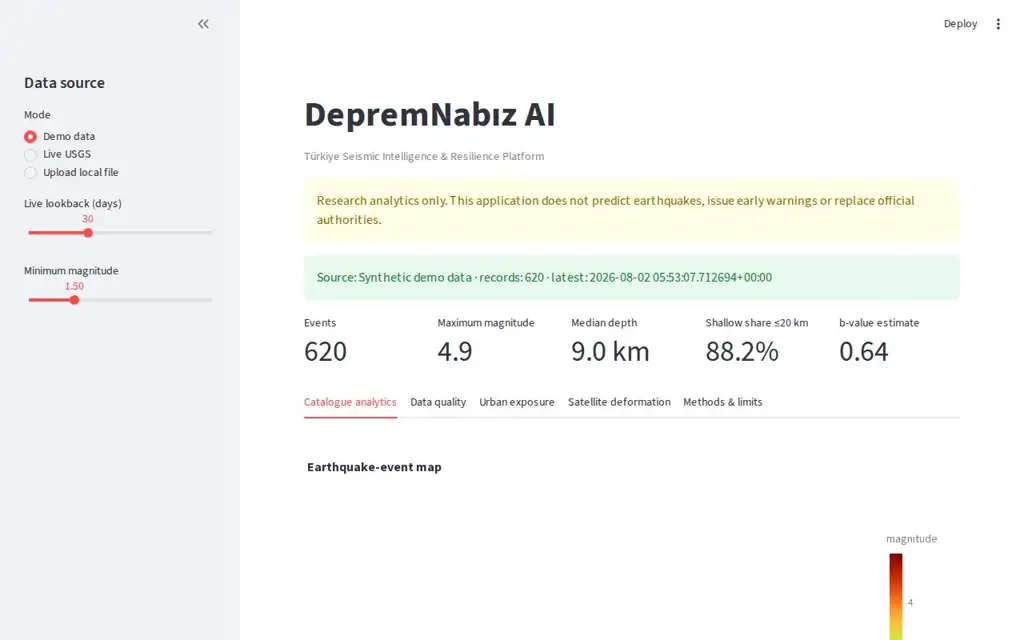 Deploy
Data source
Mode
Demo data
Live USGS
Upload local file
Live lookback (days)
30
Minimum magnitude
1.50
DepremNabız AI
Türkiye Seismic Intelligence & Resilience Platform
Research analytics only. This application does not predict earthquakes, issue early warnings or replace official
authorities.
Source: Synthetic demo data · records: 620 · latest: 2026-08-02 05:53:07.712694+00:00
Events Maximum magnitude Median depth Shallow share ≤20 km b-value estimate
620 4.9 9.0 km 88.2% 0.64
Catalogue analytics Data quality Urban exposure Satellite deformation Methods & limits
Earthquake-event map
magnitude
4